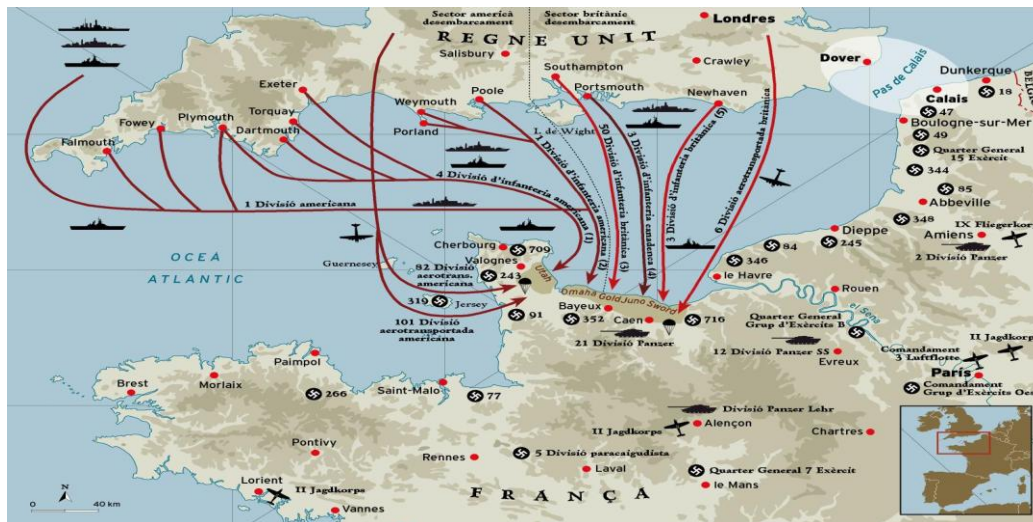 Sector americà
desembarcament
Sector britànic
desembarcament
Londres
REGNE UNIT
Salisbury
Southampton
Crawley
Dover
Pas de Calais
Dunkerque
18
Exeter
Poole
Portsmouth
Newhaven
Calais
47
Torquay
Weymouth
Boulogne-sur-Mer
Fowey
Plymouth
Dartmouth
Porland
I. de Wight
49
Falmouth
Quarter General
15 Exèrcit
344
4 Divisió d'infanteria americana (1)
1 Divisió d'infanteria americana (2)
50 Divisió d'infanteria britànica (3)
3 Divisió d'infanteria canadenca (4)
3 Divisió d'infanteria britànica (5)
6 Divisió aerotransportada britànica
1 Divisió americana
85
Abbeville
348
IX Fliegerkorps
Dieppe
245
Amiens
2 Divisió Panzer
OCEÀ
ATLÀNTIC
Guernesey
Cherbourg
709
Valognes
82 Divisió
aerotrans.
americana
243
Utah
84
346
le Havre
Rouen
el Sena
319
Jersey
Omaha
Gold
Juno
Sword
Bayeux
91
352
Caen
716
101 Divisió
aerotransportada
americana
21 Divisió Panzer
Quarter General
Grup d'Exèrcits B
12 Divisió Panzer SS
Evreux
II Jagdkorps
Comandament
3 Luftflotte
París
Comandament
Grup d'Exèrcits Oest
Paimpol
Brest
Morlaix
Saint-Malo
266
77
Divisió Panzer Lehr
II Jagdkorps
Alençon
Chartres
Pontivy
Rennes
5 Divisió paracaigudista
Laval
Quarter General 7 Exèrcit
le Mans
Lorient
II Jagdkorps
Vannes
FRANÇA
N
0
40 km